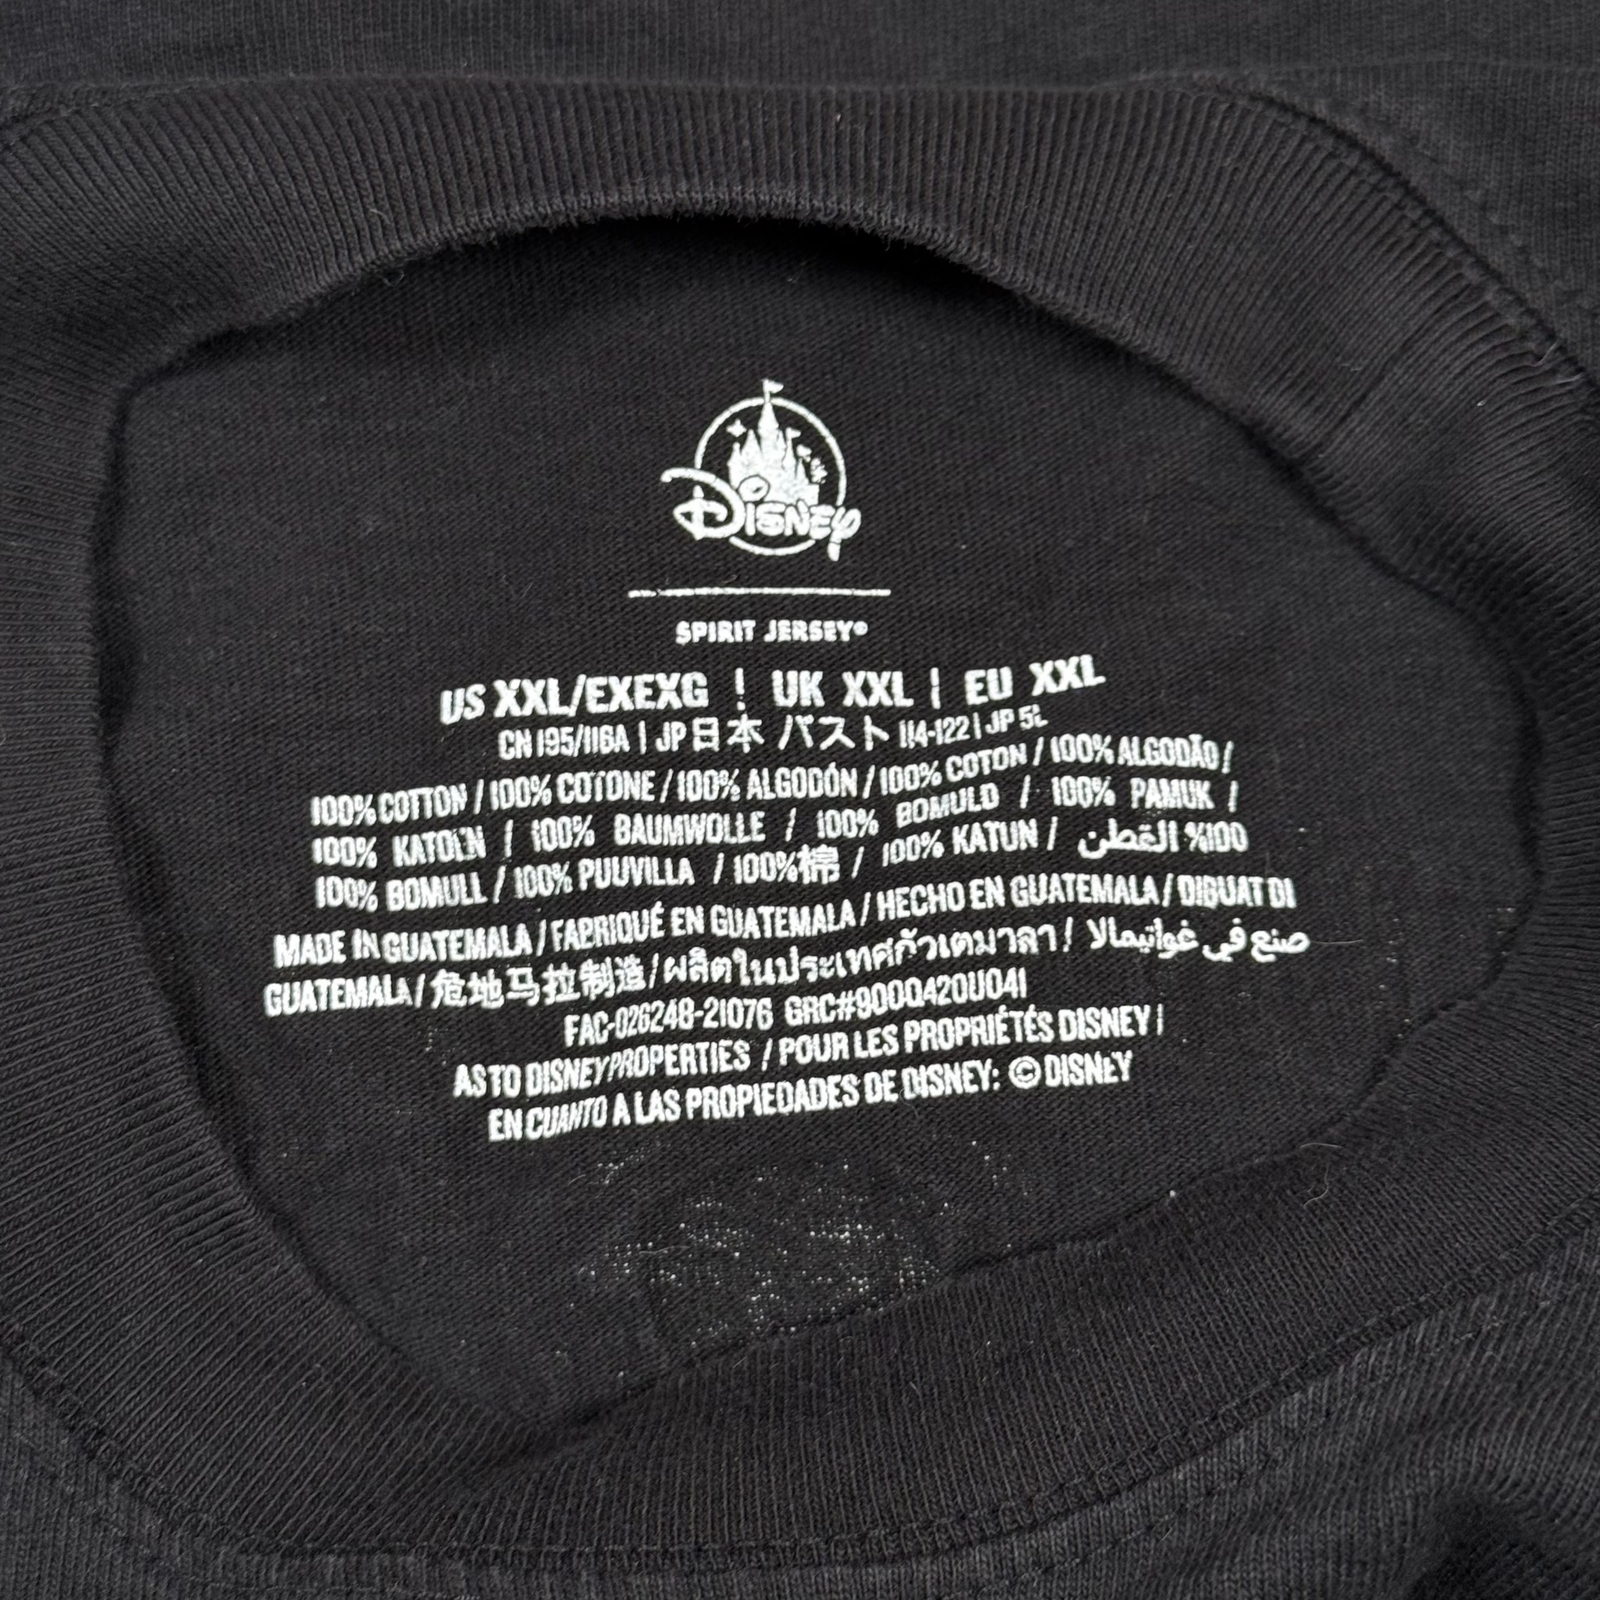 Disney
SPIRIT JERSEY®
US XXL/EXEXG | UK XXL | EU XXL
CN 195/116A | JP 日本 バスト 114-122 | JP 5L
100% COTTON / 100% COTONE / 100% ALGODÓN / 100% COTON / 100% ALGODÃO /
100% KATOEN / 100% BAUMWOLLE / 100% BOMULD / 100% PAMUK /
100% BOMULL / 100% PUUVILLA / 100%棉 / 100% KATUN / 100% القطن
MADE IN GUATEMALA / FABRIQUÉ EN GUATEMALA / HECHO EN GUATEMALA / DIBUAT DI
GUATEMALA / 危地马拉制造 / ผลิตในประเทศกัวเตมาลา / صنع في غواتيمالا
FAC-026248-21076 GRC#9000420U041
AS TO DISNEY PROPERTIES / POUR LES PROPRIÉTÉS DISNEY /
EN CUANTO A LAS PROPIEDADES DE DISNEY: © DISNEY